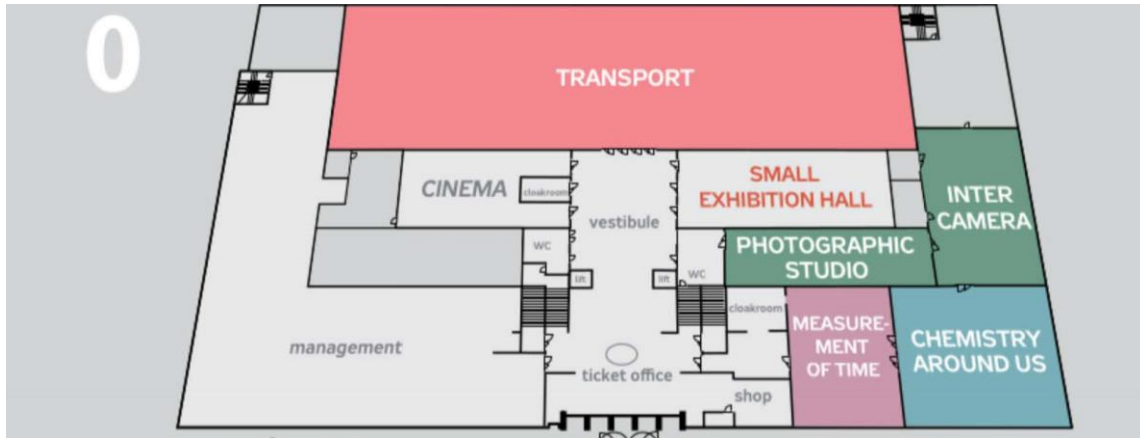 0
TRANSPORT
CINEMA
cloakroom
SMALL
EXHIBITION HALL
vestibule
INTER
CAMERA
WC
PHOTOGRAPHIC
STUDIO
lift
lift
WC
cloakroom
MEASURE-
MENT
OF TIME
CHEMISTRY
AROUND US
management
ticket office
shop